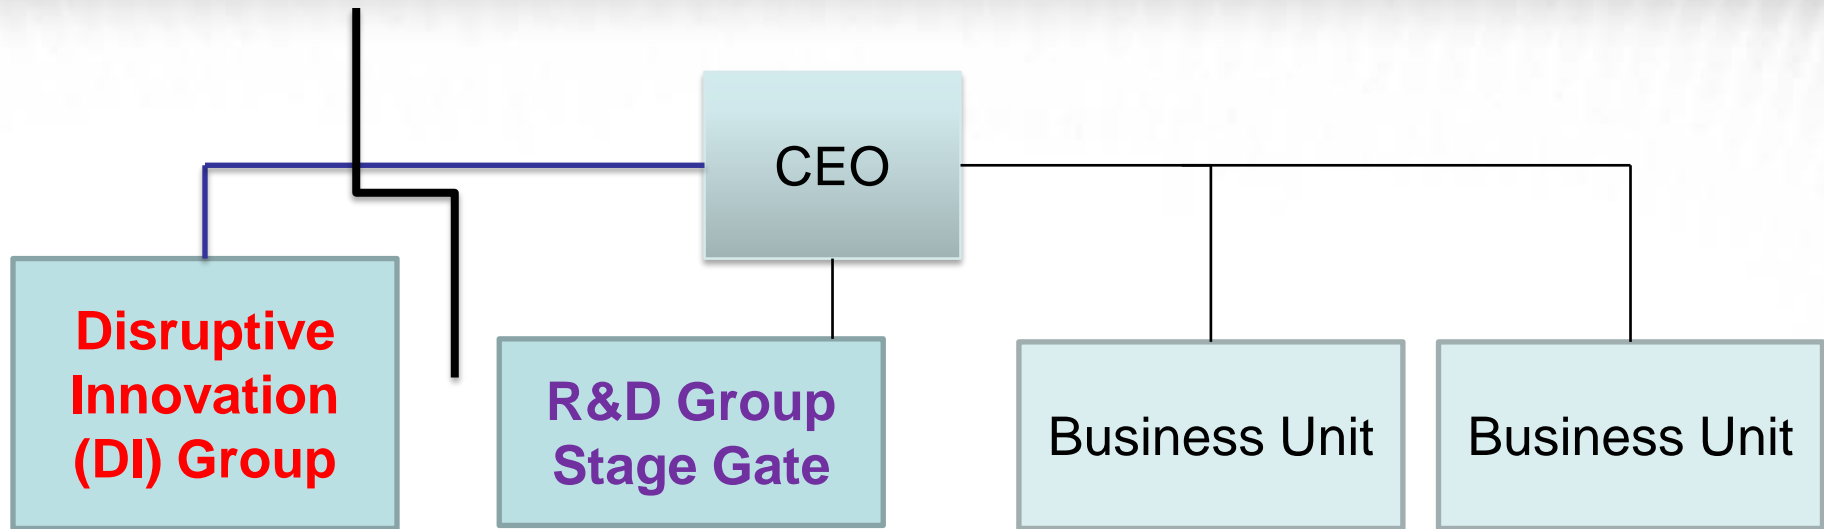 CEO
Disruptive
Innovation
(DI) Group
R&D Group
Stage Gate
Business Unit
Business Unit